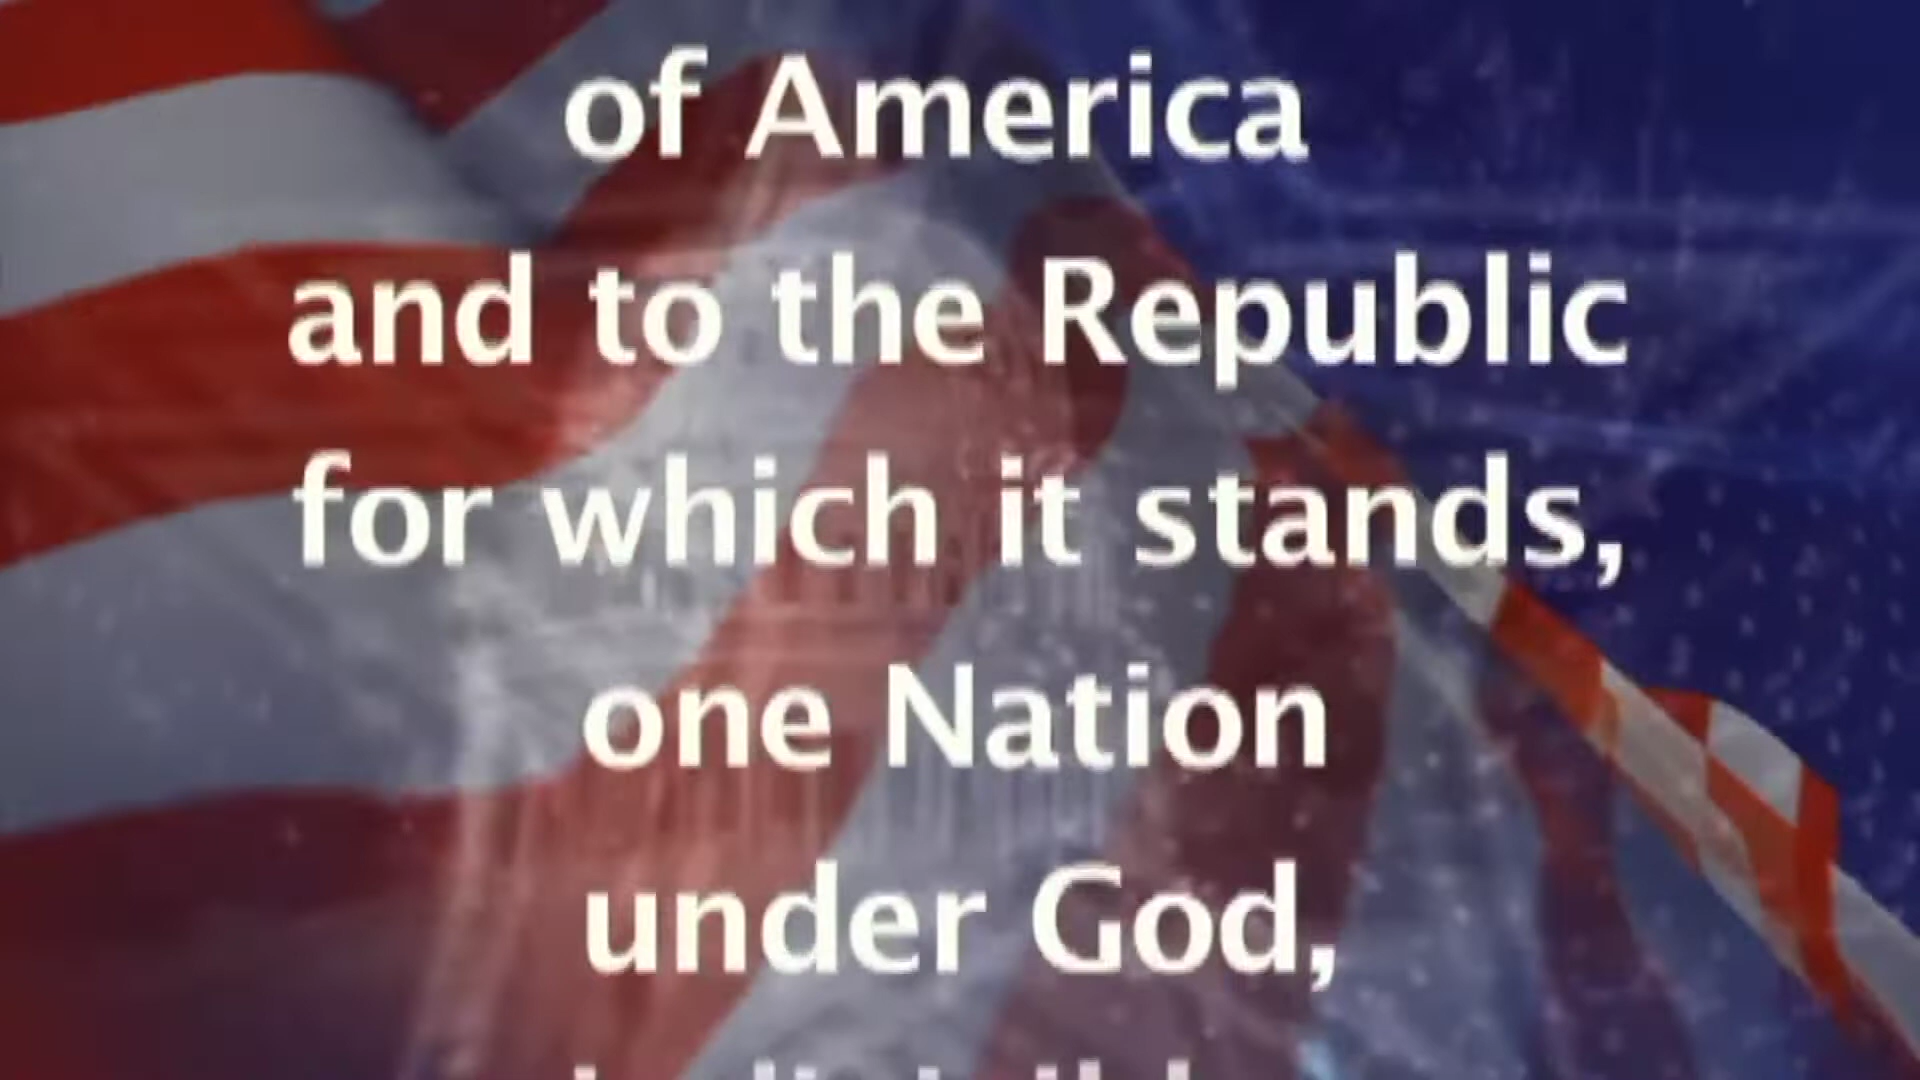 of America
and to the Republic
for which it stands,
one Nation
under God,